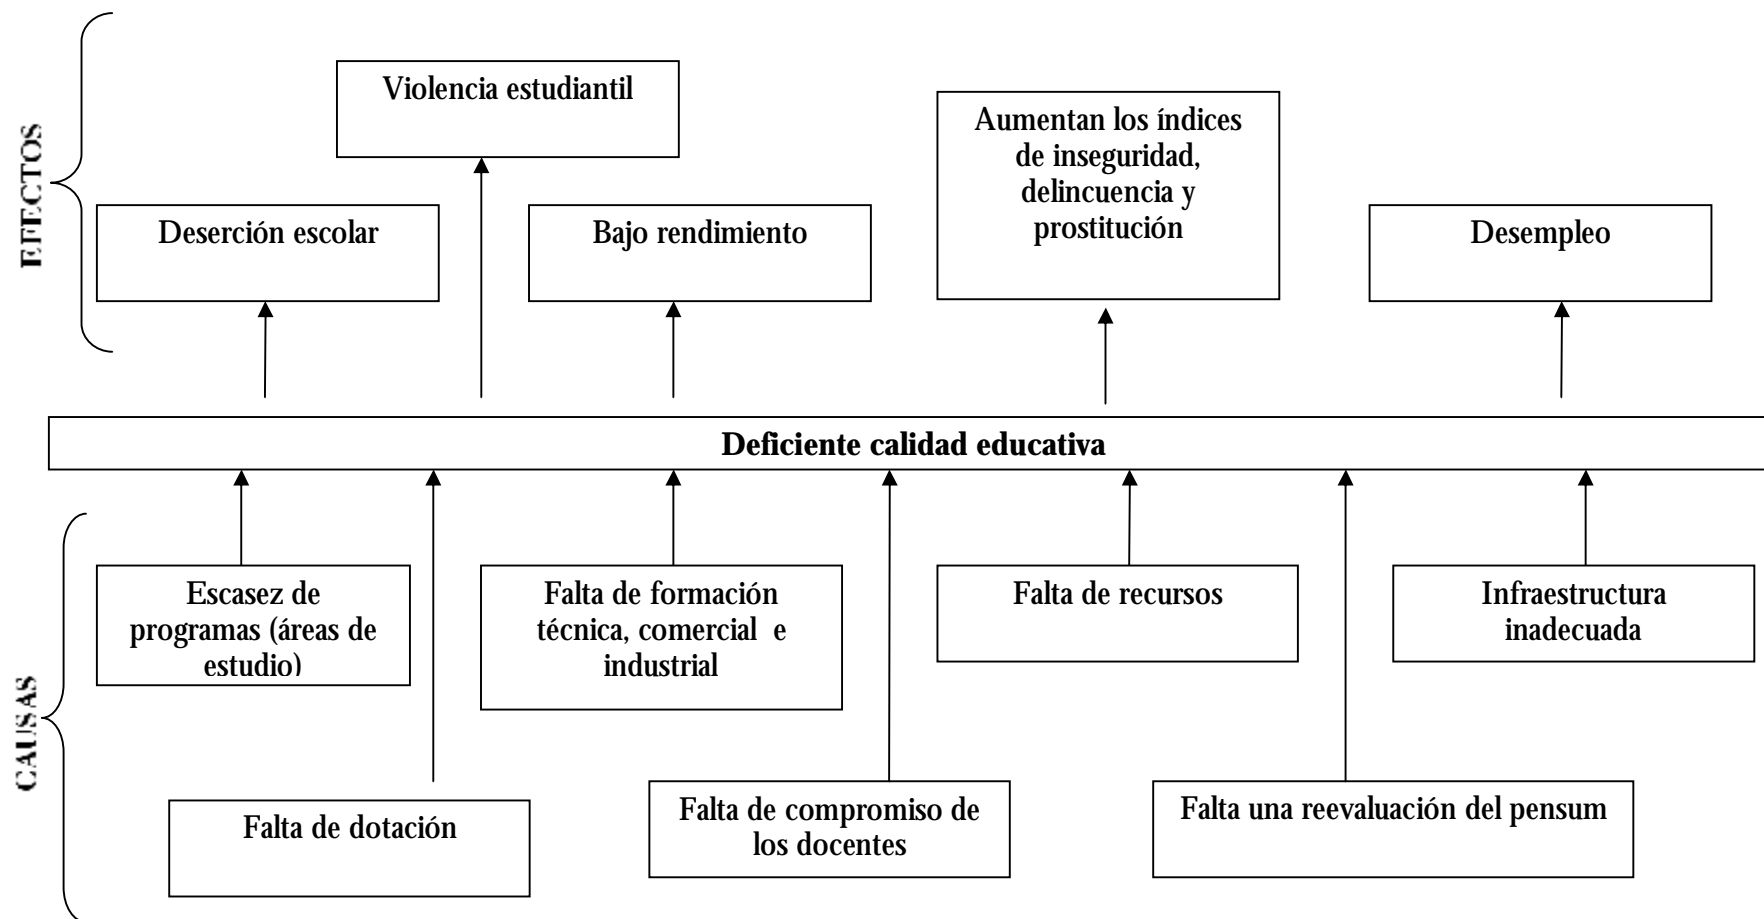 EFECTOS
Violencia estudiantil
Aumentan los índices
de inseguridad,
delincuencia y
prostitución
Deserción escolar
Bajo rendimiento
Desempleo
Deficiente calidad educativa
CAUSAS
Escasez de
programas (áreas de
estudio)
Falta de formación
técnica, comercial  e
industrial
Falta de recursos
Infraestructura
inadecuada
Falta de dotación
Falta de compromiso de
los docentes
Falta una reevaluación del pensum